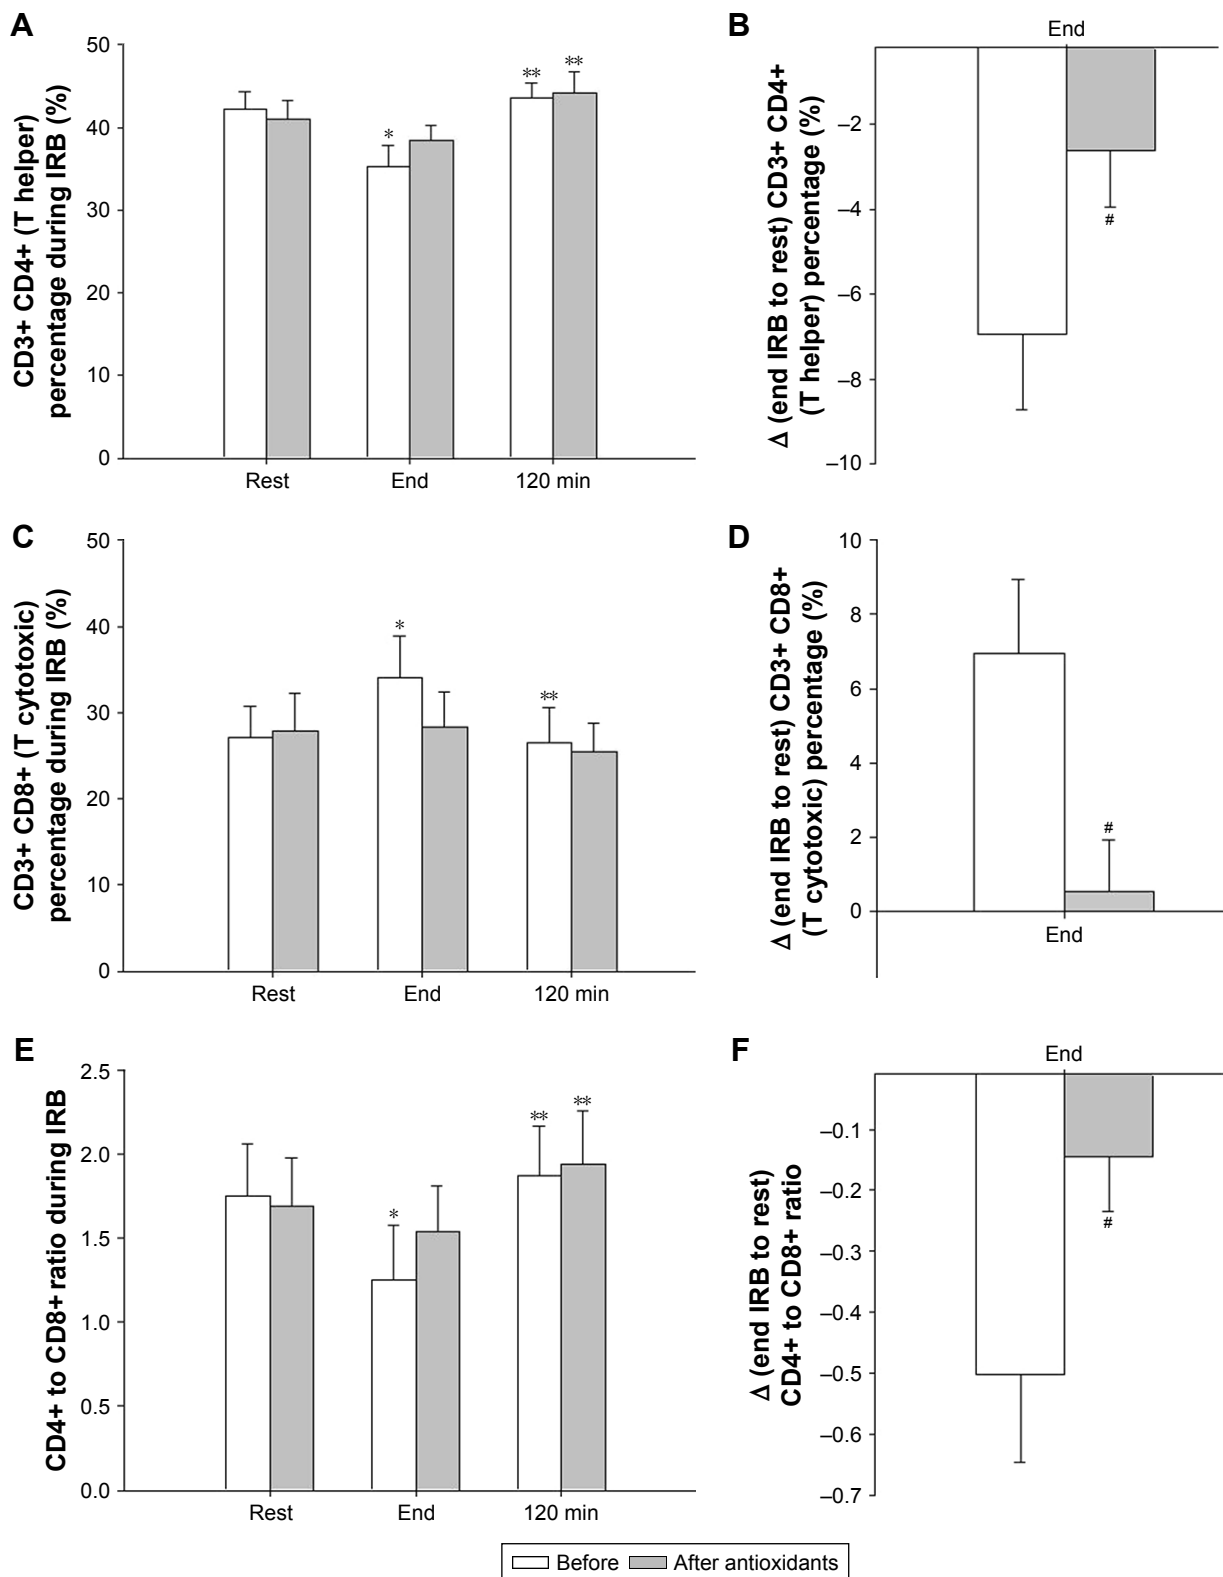 A
CD3+ CD4+ (T helper)
percentage during IRB (%)
50
40
30
20
10
0
*
**
**
Rest
End
120 min
B
End
Δ (end IRB to rest) CD3+ CD4+
(T helper) percentage (%)
–2
–4
–6
–8
–10
#
C
CD3+ CD8+ (T cytotoxic)
percentage during IRB (%)
50
40
30
20
10
0
*
**
Rest
End
120 min
D
Δ (end IRB to rest) CD3+ CD8+
(T cytotoxic) percentage (%)
10
8
6
4
2
0
#
End
E
CD4+ to CD8+ ratio during IRB
2.5
2.0
1.5
1.0
0.5
0.0
*
**
**
Rest
End
120 min
F
End
Δ (end IRB to rest)
CD4+ to CD8+ ratio
–0.1
–0.2
–0.3
–0.4
–0.5
–0.6
–0.7
#
Before
After antioxidants